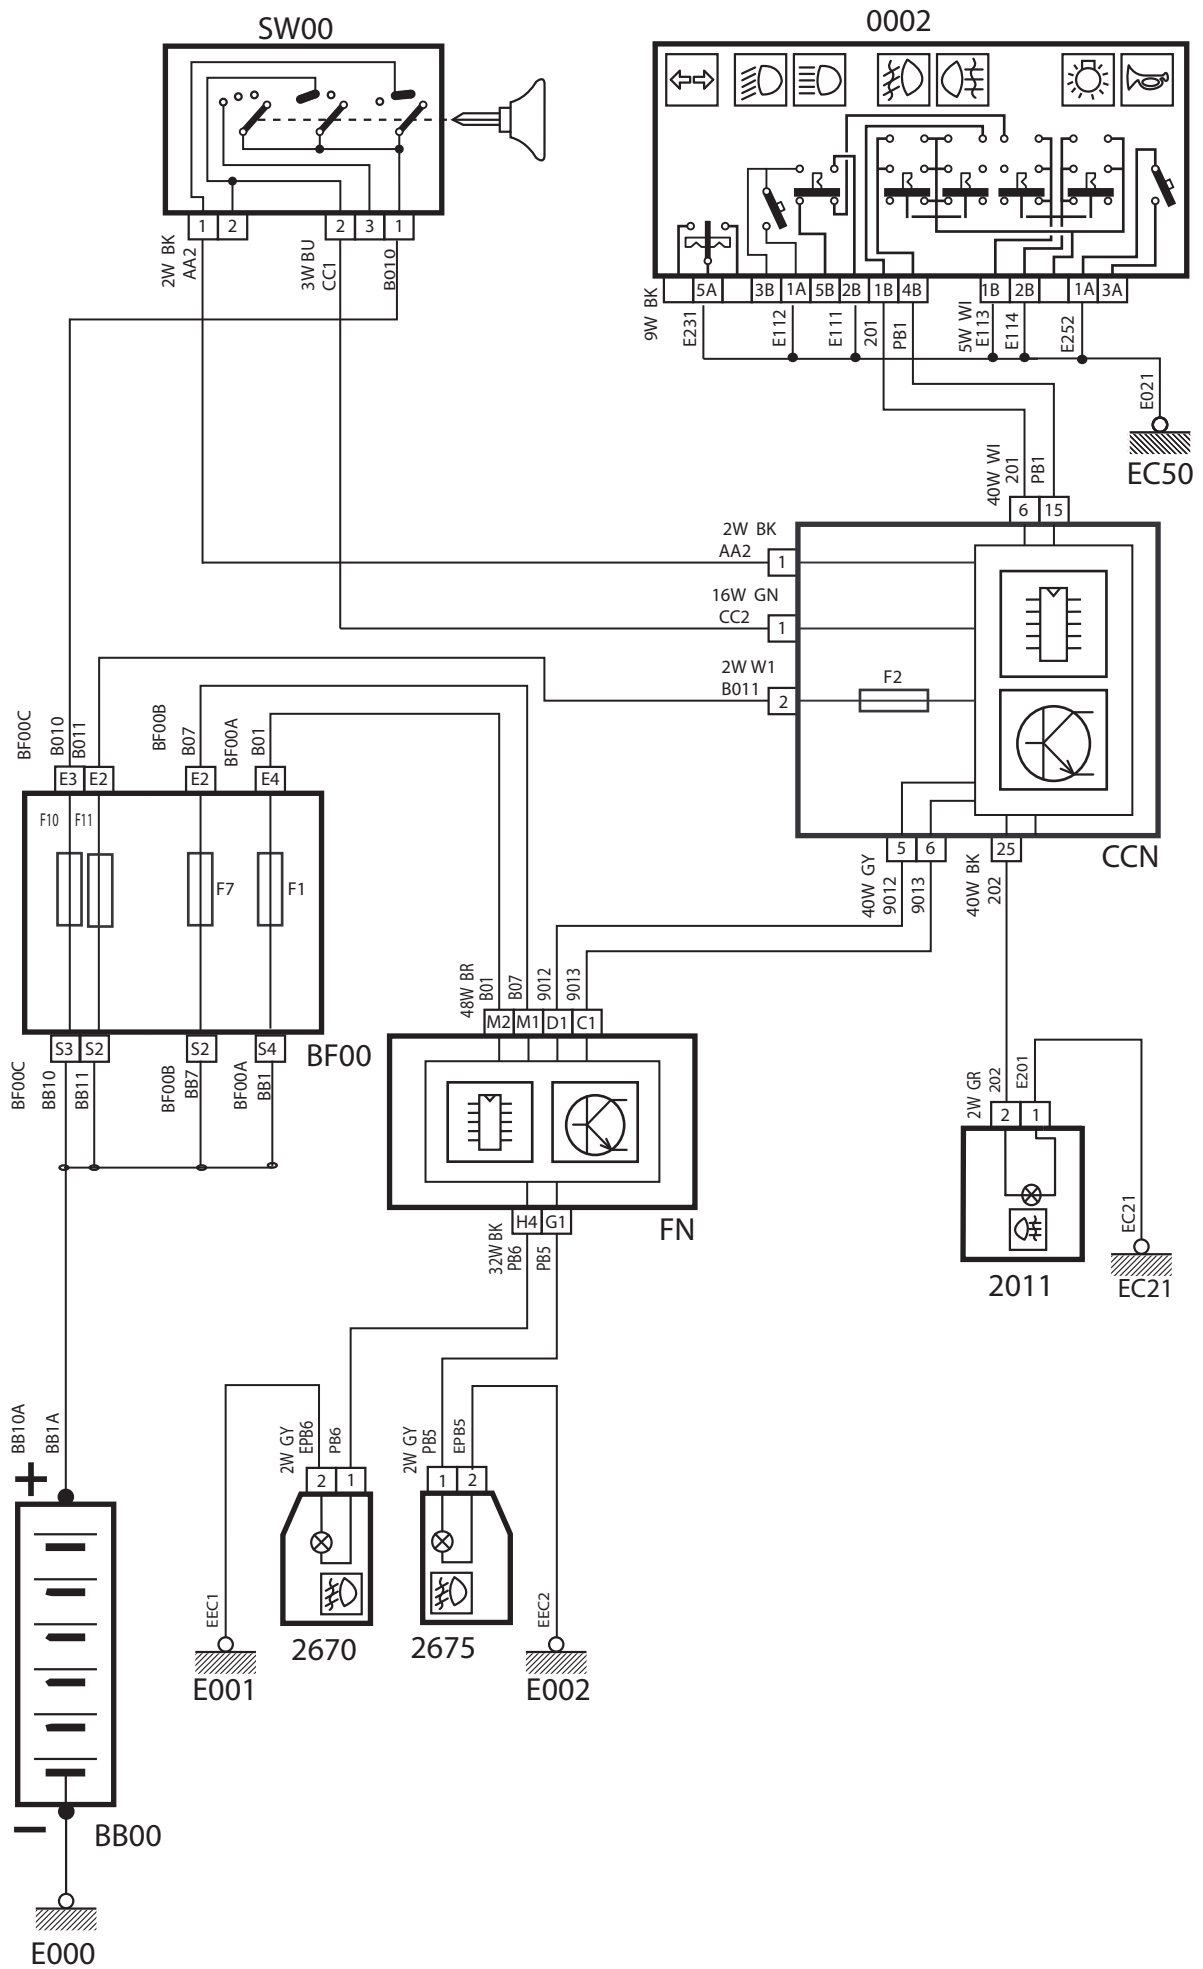 SW00
0002
1
2
2
3
1
2W BK
AA2
3W BU
CC1
B010
5A
3B
1A
5B
2B
1B
4B
1B
2B
1A
3A
9W BK
E231
E112
E111
201
PB1
5W WI
E113
E114
E252
E021
EC50
40W WI
201
PB1
6
15
2W BK
AA2
1
16W GN
CC2
1
2W W1
B011
2
F2
CCN
5
6
25
40W GY
9012
9013
40W BK
202
BF00C
B010
B011
BF00B
B07
BF00A
B01
E3
E2
E2
E4
F10
F11
F7
F1
S3
S2
S2
S4
BF00
BF00C
BB10
BB11
BF00B
BB7
BF00A
BB1
48W BR
B01
B07
9012
9013
M2
M1
D1
C1
FN
H4
G1
32W BK
PB6
PB5
2W GR
202
E201
2
1
2011
EC21
EC21
BB10A
BB1A
+
2W GY
EPB6
PB6
2
1
2W GY
PB5
EPB5
1
2
2670
2675
EEC1
E001
EEC2
E002
–
BB00
E000